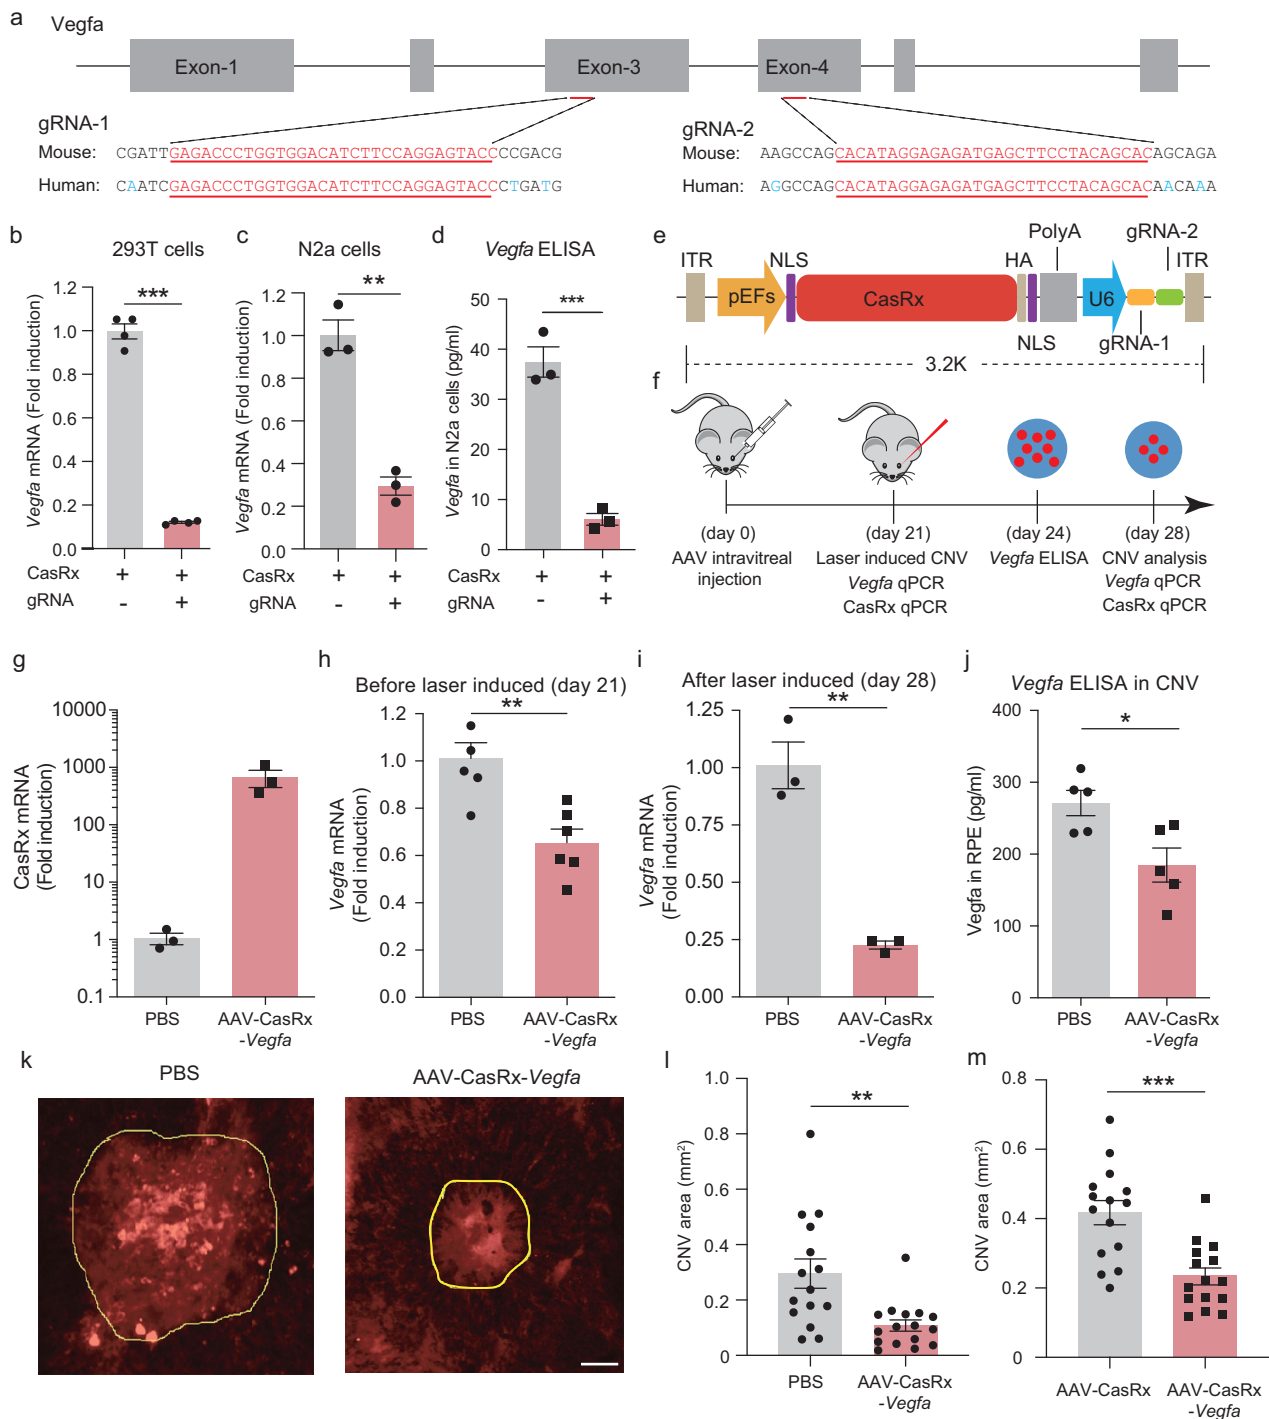 a
Vegfa
Exon-1
Exon-3
Exon-4
gRNA-1
Mouse: CGATTGAGACCCTGGTGGACATCTTCCAGGAGTACCCCGACG
Human: CAATCGAGACCCTGGTGGACATCTTCCAGGAGTACCCTGATG
gRNA-2
Mouse: AAGCCAGCACATAGGAGAGATGAGCTTCCTACAGCACAGCAGA
Human: AGGCCAGCACATAGGAGAGATGAGCTTCCTACAGCACAACAAA
b
293T cells
***
Vegfa mRNA (Fold induction)
1.2
1.0
0.8
0.6
0.4
0.2
0.0
CasRx + +
gRNA - +
c
N2a cells
**
Vegfa mRNA (Fold induction)
1.2
1.0
0.8
0.6
0.4
0.2
0.0
+ +
- +
d
Vegfa ELISA
***
Vegfa in N2a cells (pg/ml)
50
40
30
20
10
0
CasRx + +
gRNA - +
e
ITR
pEFs
NLS
CasRx
HA
NLS
PolyA
U6
gRNA-1
gRNA-2
ITR
3.2K
f
(day 0)
AAV intravitreal
injection
(day 21)
Laser induced CNV
Vegfa qPCR
CasRx qPCR
(day 24)
Vegfa ELISA
(day 28)
CNV analysis
Vegfa qPCR
CasRx qPCR
g
CasRx mRNA
(Fold induction)
10000
1000
100
10
1
0.1
PBS
AAV-CasRx
-Vegfa
h
Before laser induced (day 21)
**
Vegfa mRNA
(Fold induction)
1.2
1.0
0.8
0.6
0.4
0.2
0.0
PBS
AAV-CasRx
-Vegfa
i
After laser induced (day 28)
**
Vegfa mRNA
(Fold induction)
1.25
1.00
0.75
0.50
0.25
0.00
PBS
AAV-CasRx
-Vegfa
j
Vegfa ELISA in CNV
*
Vegfa in RPE (pg/ml)
400
300
200
100
0
PBS
AAV-CasRx
-Vegfa
k
PBS
AAV-CasRx-Vegfa
l
**
CNV area (mm²)
1.0
0.8
0.6
0.4
0.2
0
PBS
AAV-CasRx
-Vegfa
m
***
CNV area (mm²)
0.8
0.6
0.4
0.2
0
AAV-CasRx
AAV-CasRx
-Vegfa